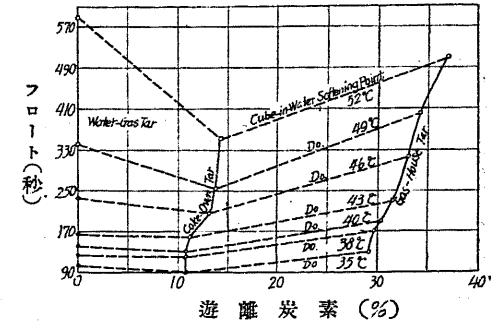 570
490
410
330
250
170
90
フロート(秒)
Water-Gas Tar
Cube-in-Water Softening Point
52℃
Do. 49℃
Do. 46℃
Do 43℃
Do 40℃
Do. 38℃
Do 35℃
Coke-Oven Tar
Gas-House Tar
0 10 20 30 40
遊離炭素(%)